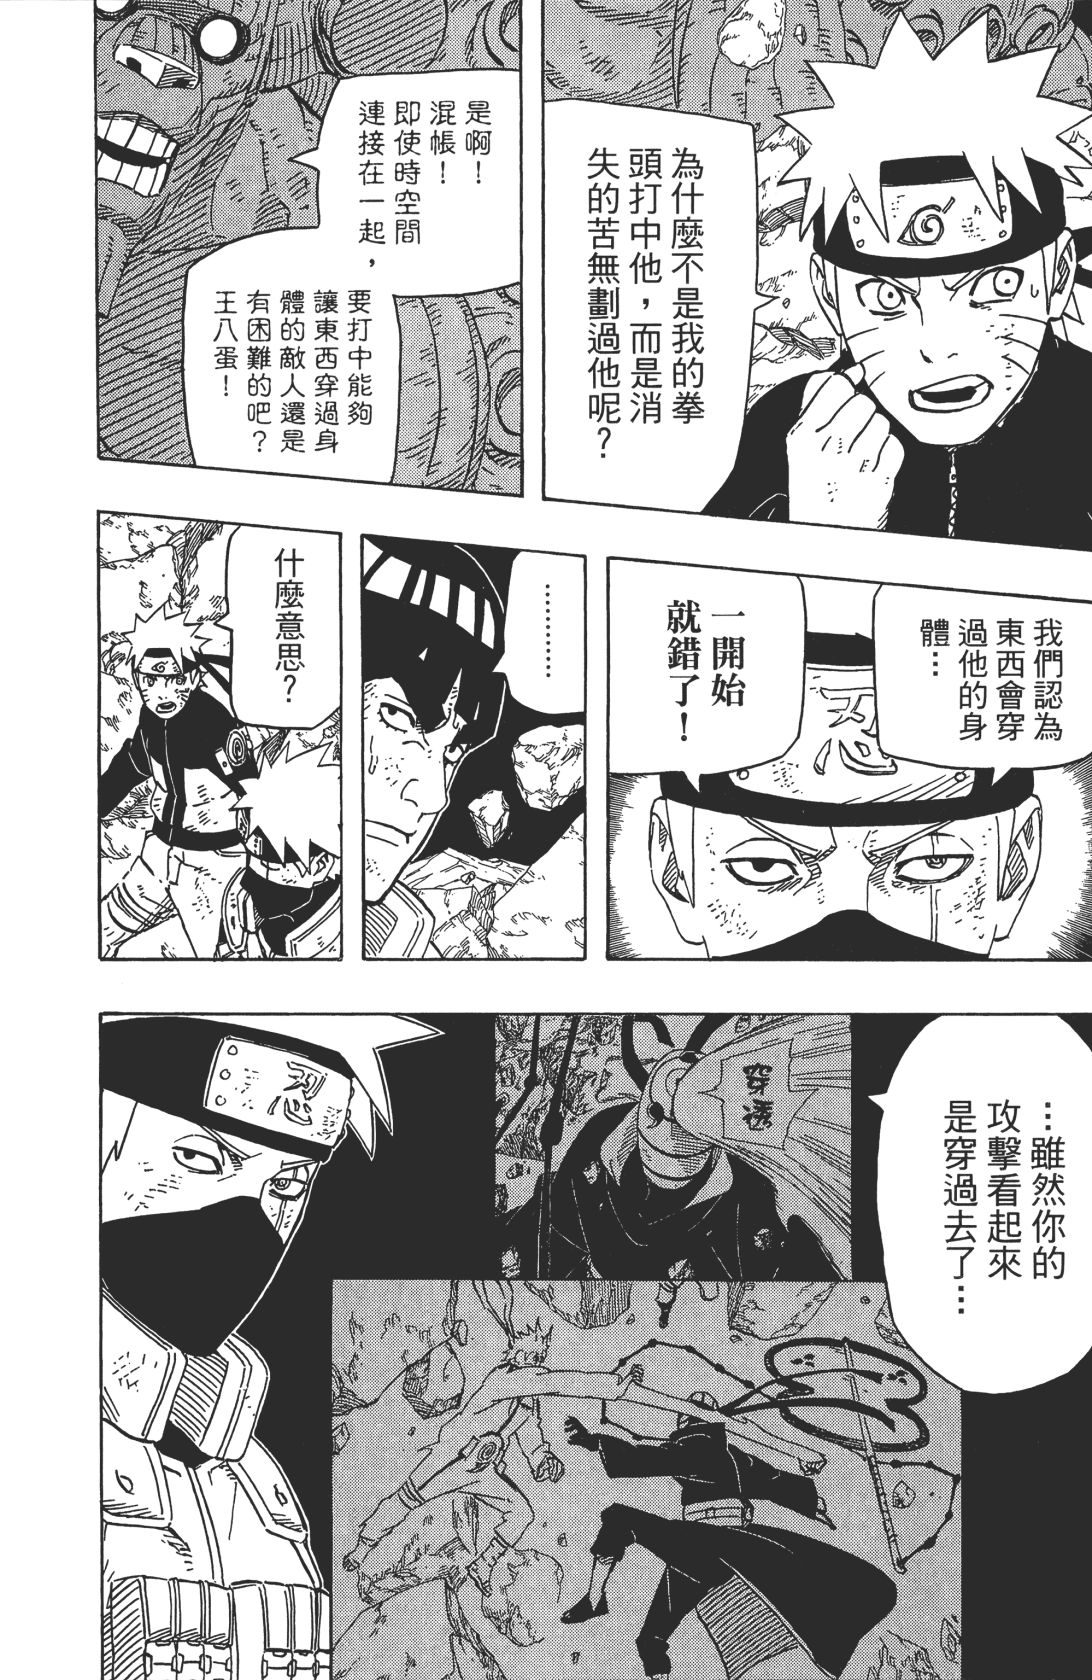 為什麼不是我的拳
頭打中他，而是消
失的苦無劃過他呢？
是啊！
混帳！
即使時空間
連接在一起，
要打中能夠
讓東西穿過身
體的敵人還是
有困難的吧？
王八蛋！
我們認為
東西會穿
過他的身
體…
一開始
就錯了！
………
什麼意思？
…雖然你的
攻擊看起來
是穿過去了…
穿透
忍
忍